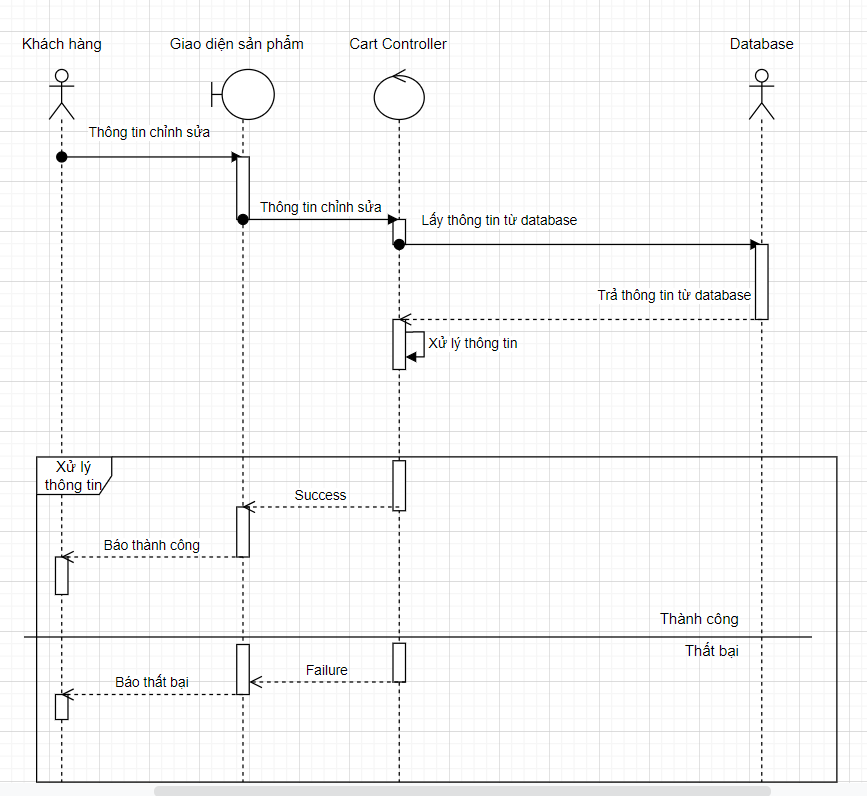 Khách hàng
Giao diện sản phẩm
Cart Controller
Database
Thông tin chỉnh sửa
Thông tin chỉnh sửa
Lấy thông tin từ database
Trả thông tin từ database
Xử lý thông tin
Xử lý
thông tin
Success
Báo thành công
Thành công
Thất bại
Failure
Báo thất bại